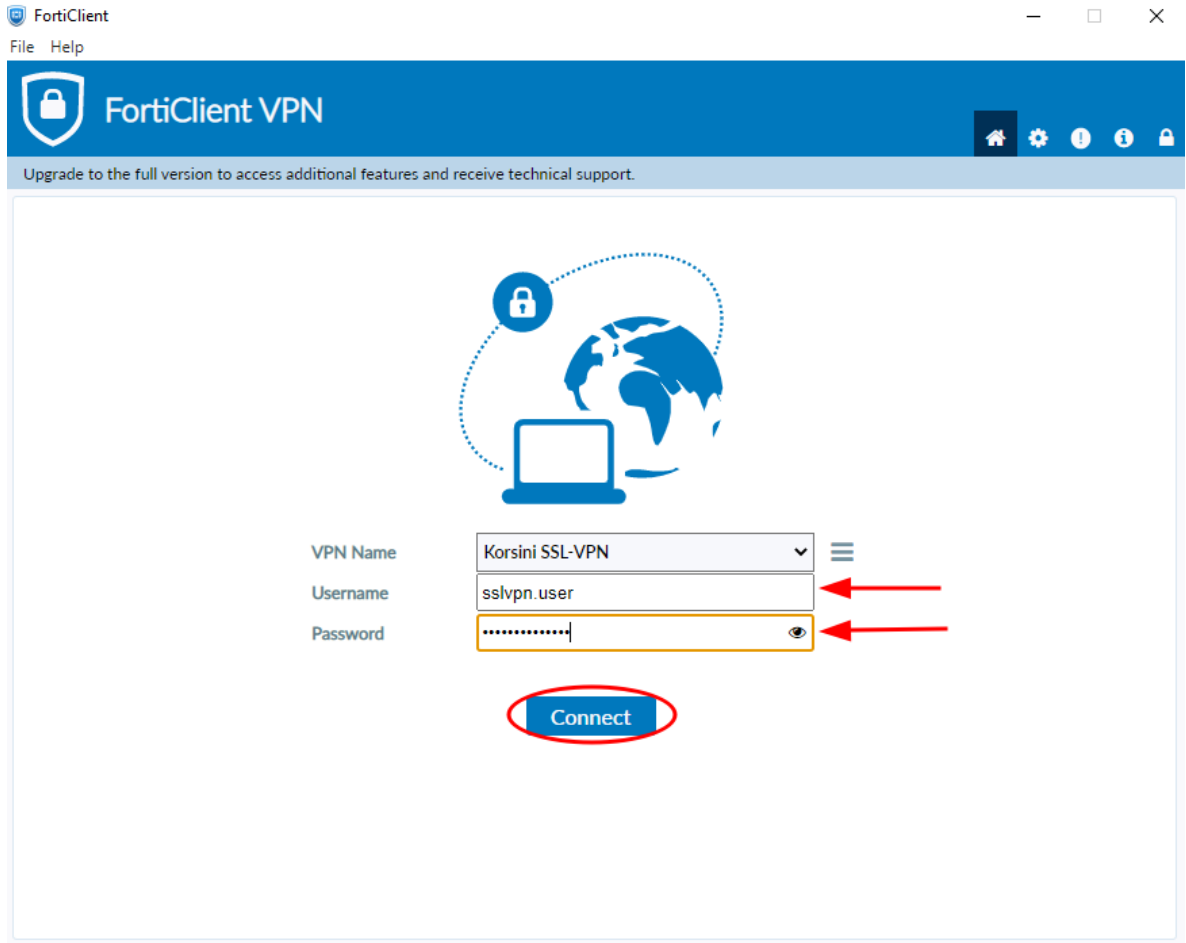 FortiClient
File Help
FortiClient VPN
Upgrade to the full version to access additional features and receive technical support.
VPN Name Korsini SSL-VPN
Username sslvpn.user
Password ••••••••••••••
Connect